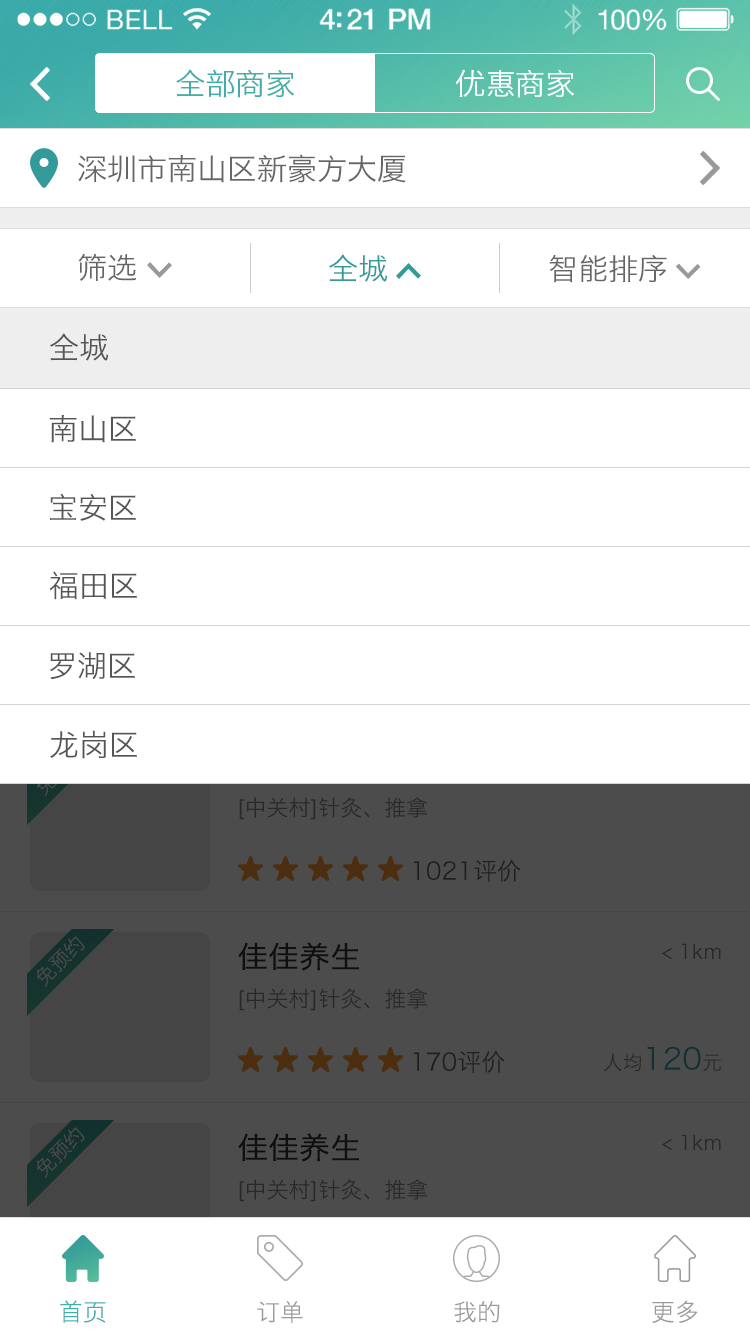 BELL 4:21 PM 100%
全部商家 优惠商家
深圳市南山区新豪方大厦
筛选 全城 智能排序
全城
南山区
宝安区
福田区
罗湖区
龙岗区
[中关村]针灸、推拿
1021评价
免预约
佳佳养生 < 1km
[中关村]针灸、推拿
170评价 人均120元
免预约
佳佳养生 < 1km
[中关村]针灸、推拿
首页 订单 我的 更多